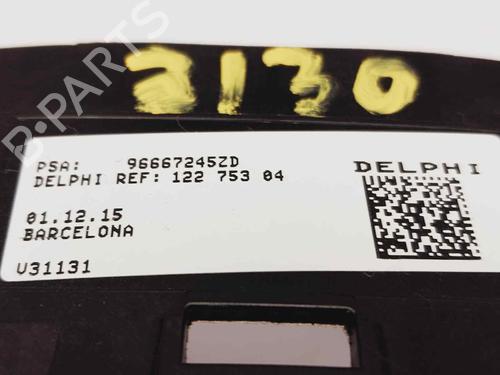 2130
PSA: 96667245ZD
DELPHI REF: 122 753 04
DELPHI
01.12.15
BARCELONA
V31131
B-PARTS